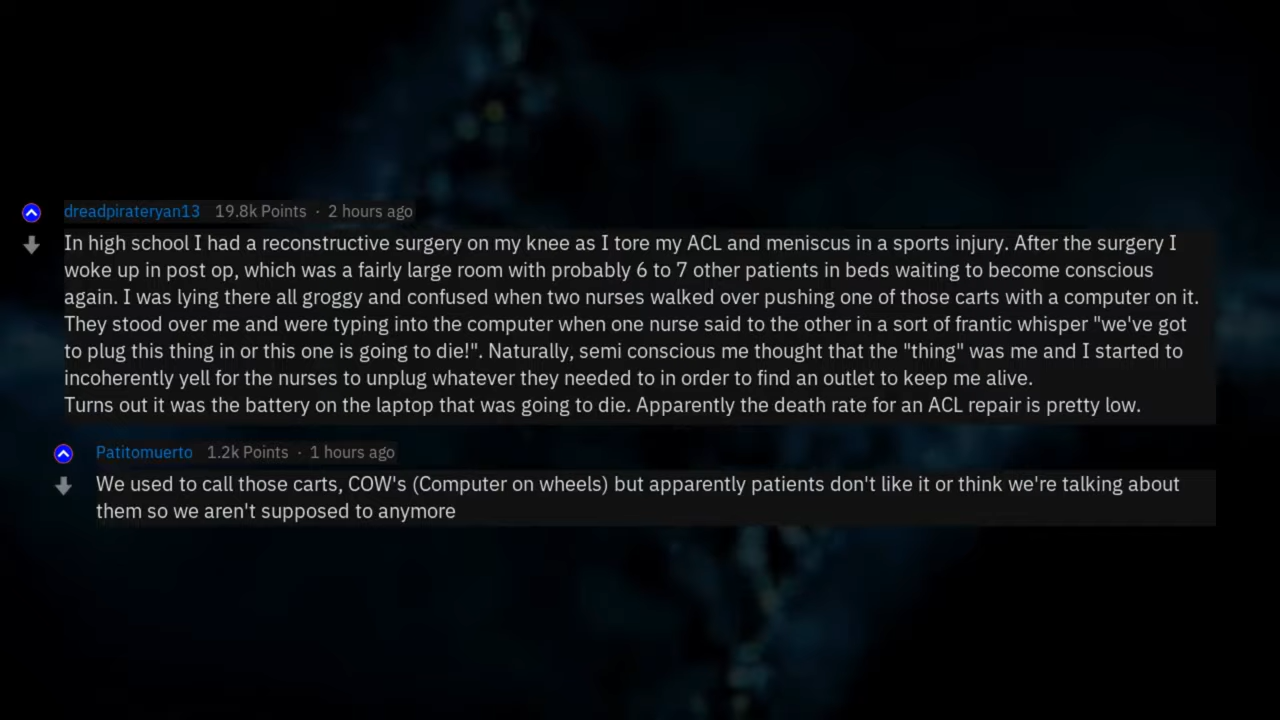 dreadpirateryan13 19.8k Points · 2 hours ago
In high school I had a reconstructive surgery on my knee as I tore my ACL and meniscus in a sports injury. After the surgery I
woke up in post op, which was a fairly large room with probably 6 to 7 other patients in beds waiting to become conscious
again. I was lying there all groggy and confused when two nurses walked over pushing one of those carts with a computer on it.
They stood over me and were typing into the computer when one nurse said to the other in a sort of frantic whisper "we've got
to plug this thing in or this one is going to die!". Naturally, semi conscious me thought that the "thing" was me and I started to
incoherently yell for the nurses to unplug whatever they needed to in order to find an outlet to keep me alive.
Turns out it was the battery on the laptop that was going to die. Apparently the death rate for an ACL repair is pretty low.
Patitomuerto 1.2k Points · 1 hours ago
We used to call those carts, COW's (Computer on wheels) but apparently patients don't like it or think we're talking about
them so we aren't supposed to anymore